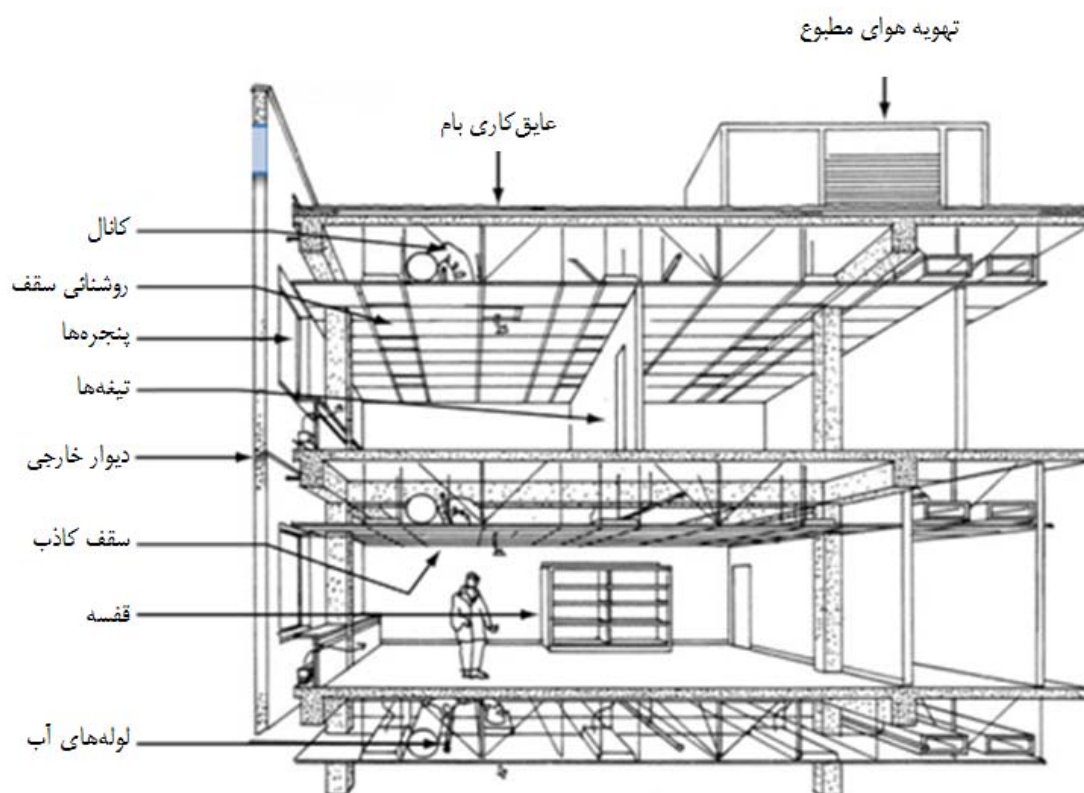 تهویه هوای مطبوع
عایق‌کاری بام
کانال
روشنائی سقف
پنجره‌ها
تیغه‌ها
دیوار خارجی
سقف کاذب
قفسه
لوله‌های آب